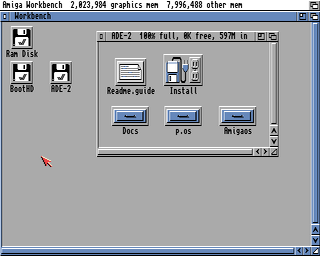 Amiga Workbench  2,023,984 graphics mem  7,996,488 other mem
Workbench
ADE-2  100% full, 0K free, 597M in
Ram Disk
BootHD
ADE-2
Readme.guide
Install
Docs
p.os
Amigaos